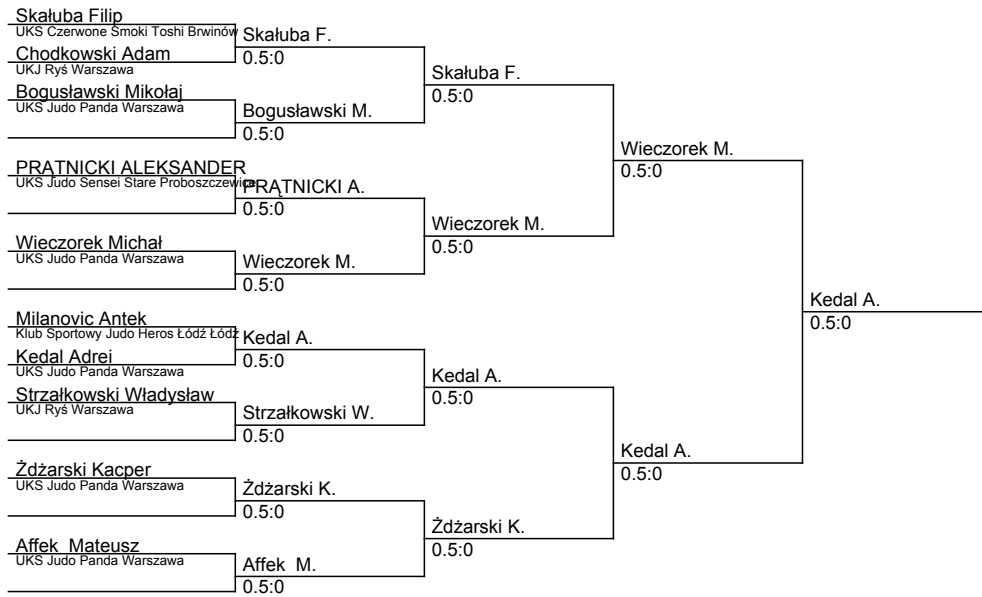 Skałuba Filip
UKS Czerwone Smoki Toshi Brwinów
Chodkowski Adam
UKJ Ryś Warszawa
Bogusławski Mikołaj
UKS Judo Panda Warszawa
PRĄTNICKI ALEKSANDER
UKS Judo Sensei Stare Proboszczewice
Wieczorek Michał
UKS Judo Panda Warszawa
Milanovic Antek
Klub Sportowy Judo Heros Łódź Łódź
Kedal Adrei
UKS Judo Panda Warszawa
Strzałkowski Władysław
UKJ Ryś Warszawa
Żdżarski Kacper
UKS Judo Panda Warszawa
Affek  Mateusz
UKS Judo Panda Warszawa
Skałuba F.
0.5:0
Bogusławski M.
0.5:0
PRĄTNICKI A.
0.5:0
Wieczorek M.
0.5:0
Kedal A.
0.5:0
Strzałkowski W.
0.5:0
Żdżarski K.
0.5:0
Affek  M.
0.5:0
Skałuba F.
0.5:0
Wieczorek M.
0.5:0
Kedal A.
0.5:0
Żdżarski K.
0.5:0
Wieczorek M.
0.5:0
Kedal A.
0.5:0
Kedal A.
0.5:0